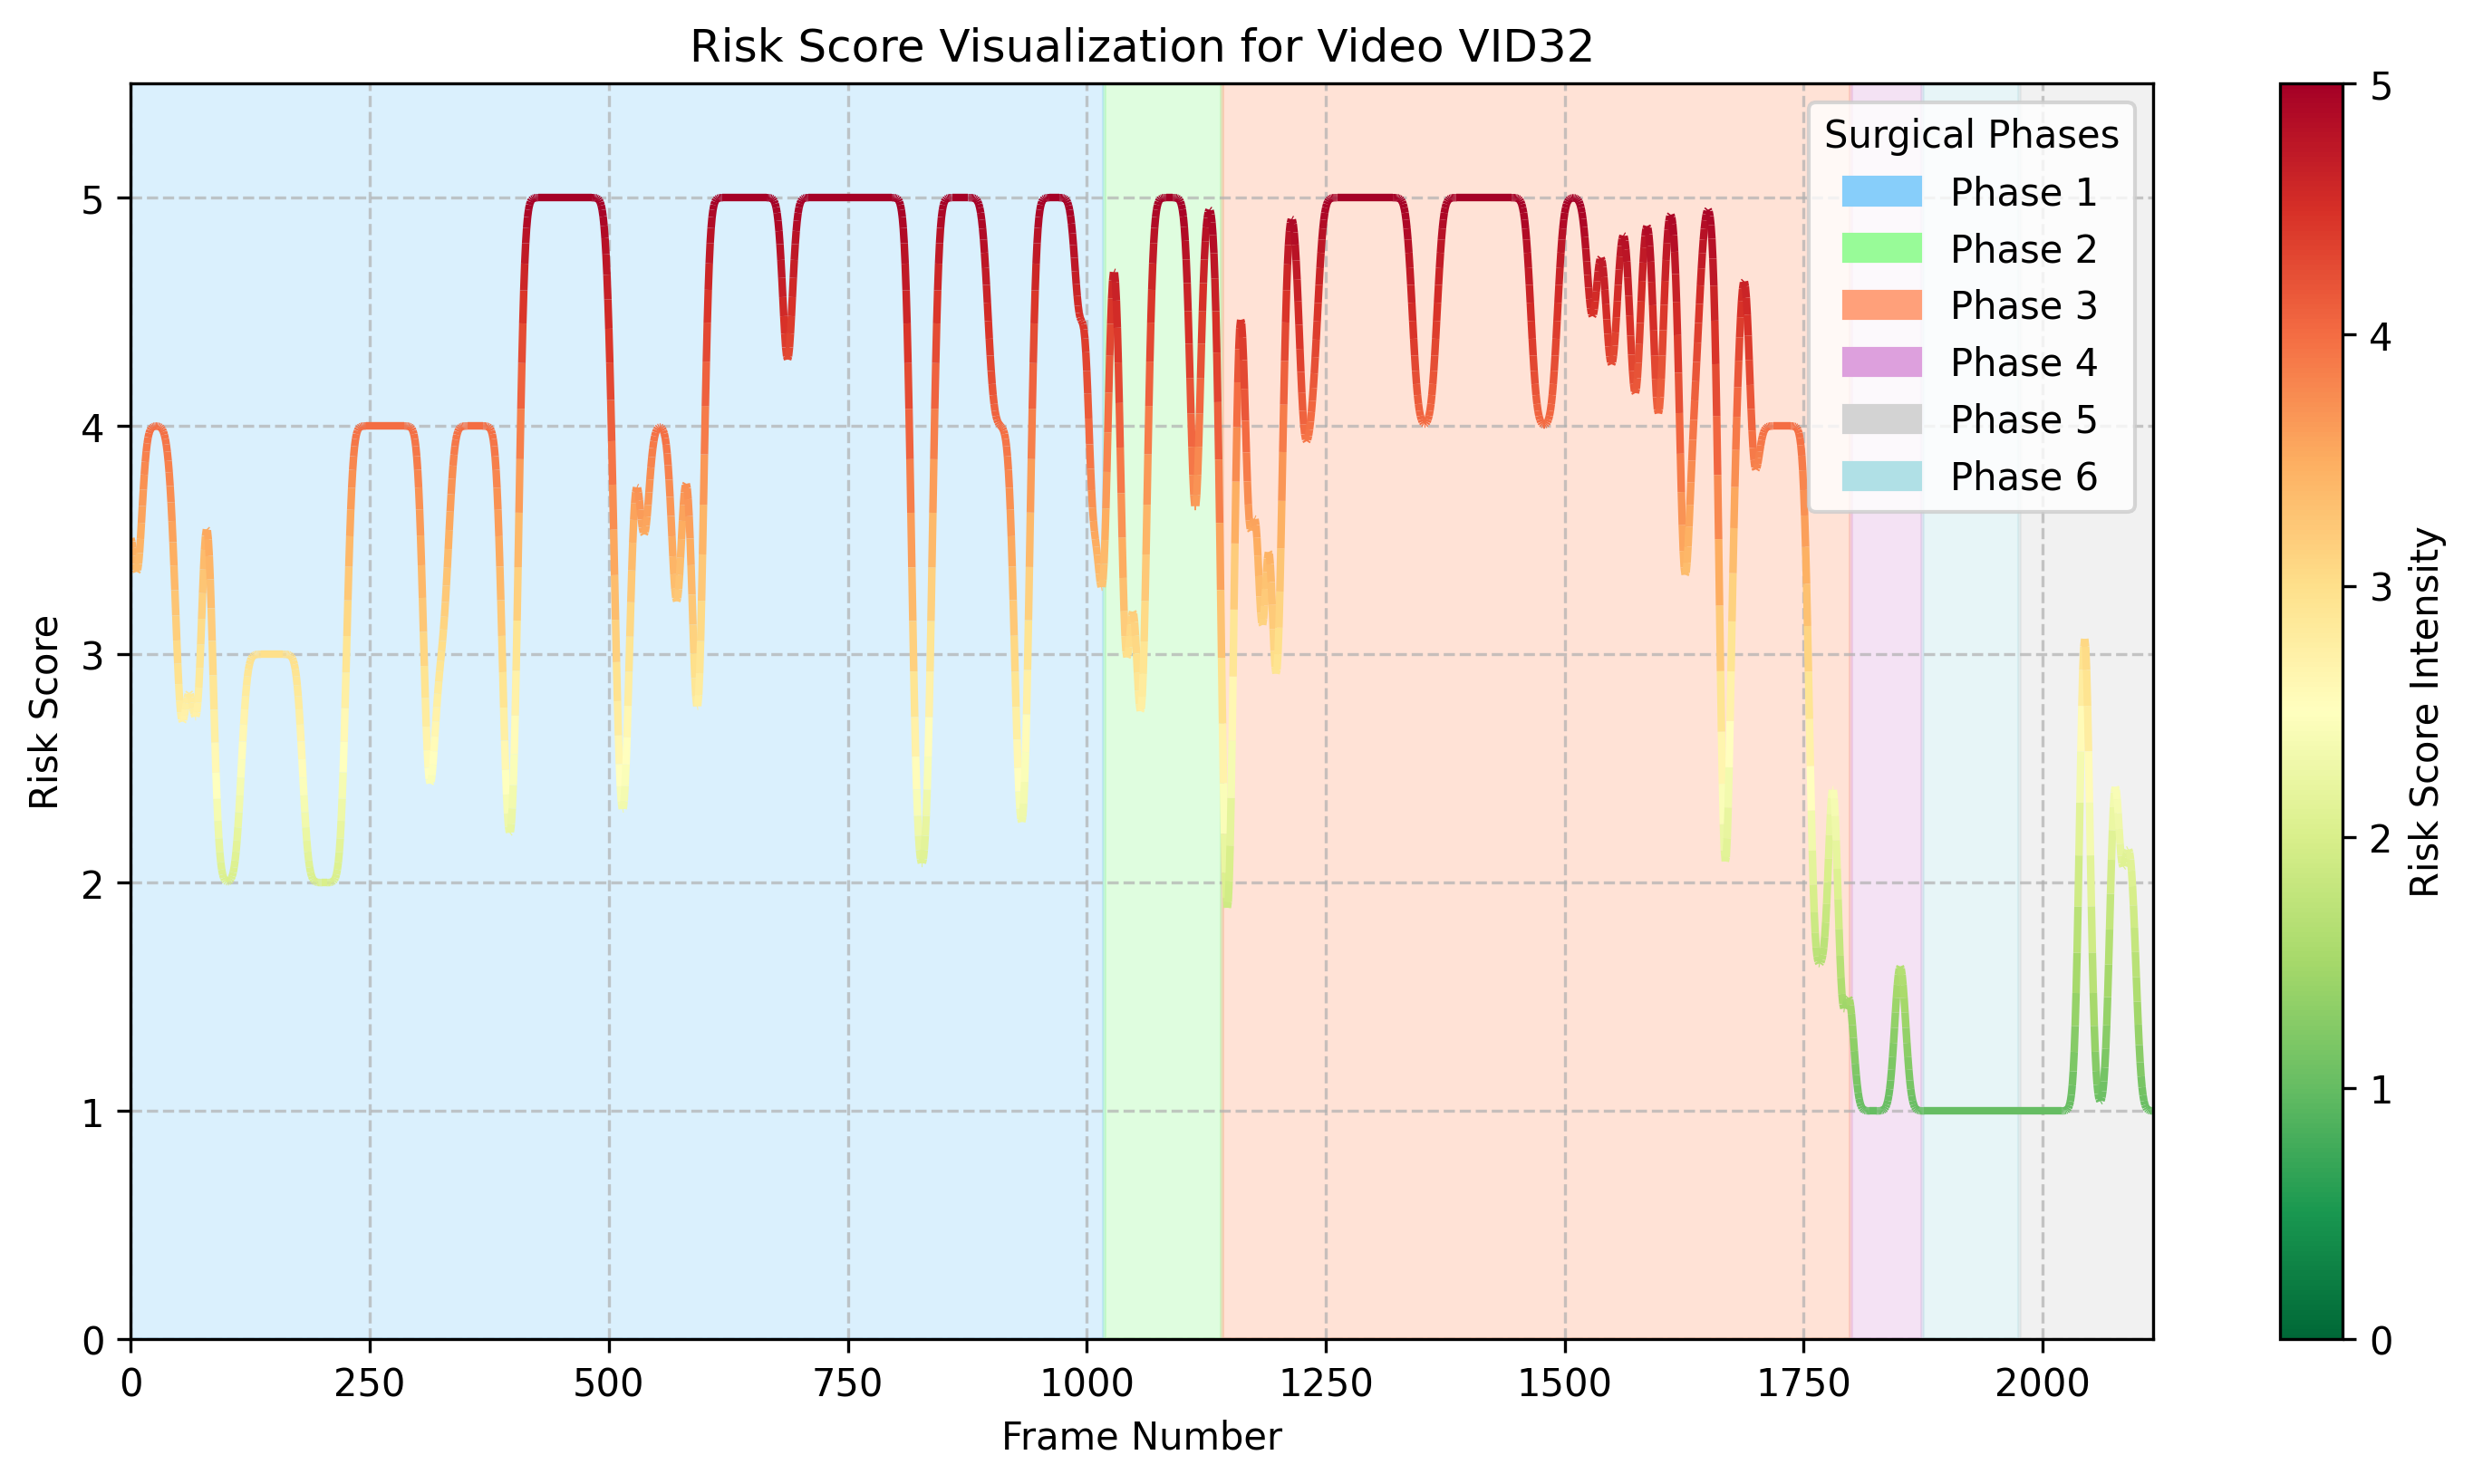 Risk Score Visualization for Video VID32
Risk Score
5
4
3
2
1
0
0 250 500 750 1000 1250 1500 1750 2000
Frame Number
Surgical Phases
Phase 1
Phase 2
Phase 3
Phase 4
Phase 5
Phase 6
5
4
3
2
1
0
Risk Score Intensity